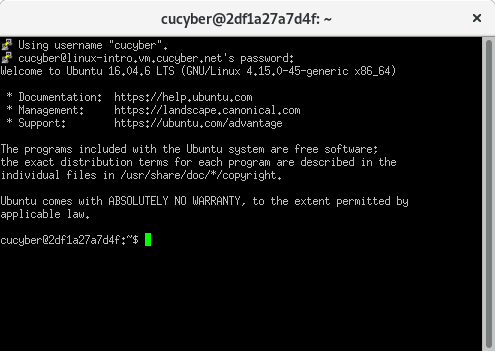 cucyber@2df1a27a7d4f: ~
Using username "cucyber".
cucyber@linux-intro.vm.cucyber.net's password:
Welcome to Ubuntu 16.04.6 LTS (GNU/Linux 4.15.0-45-generic x86_64)
* Documentation: https://help.ubuntu.com
* Management: https://landscape.canonical.com
* Support: https://ubuntu.com/advantage
The programs included with the Ubuntu system are free software;
the exact distribution terms for each program are described in the
individual files in /usr/share/doc/*/copyright.
Ubuntu comes with ABSOLUTELY NO WARRANTY, to the extent permitted by
applicable law.
cucyber@2df1a27a7d4f:~$